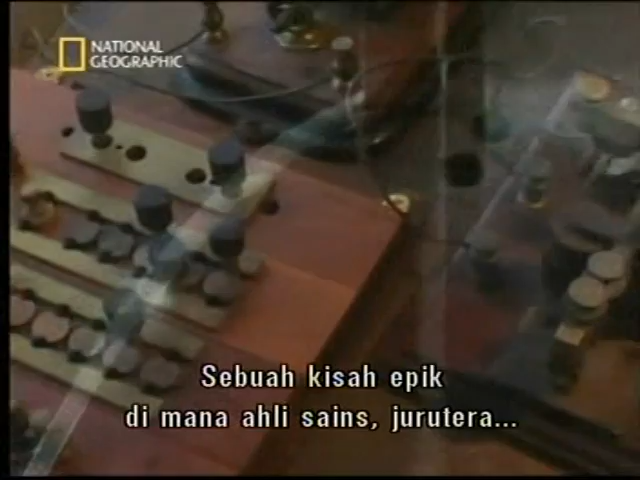 NATIONAL
GEOGRAPHIC
Sebuah kisah epik
di mana ahli sains, jurutera...